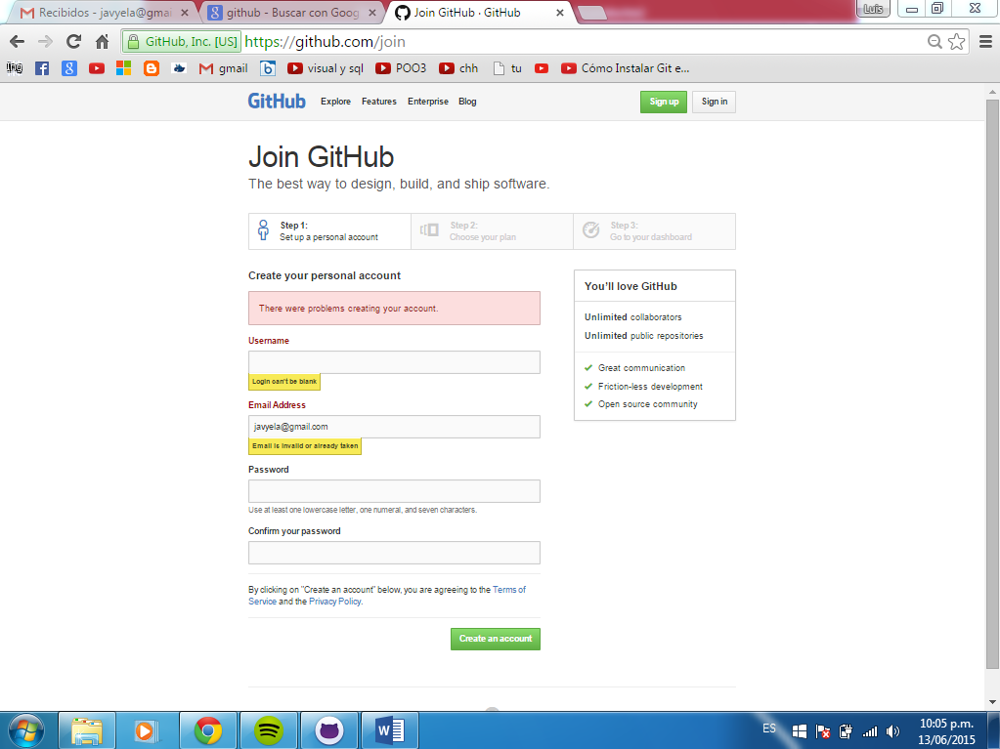 Recibidos - javyela@gmai
github - Buscar con Goog
Join GitHub · GitHub
Luis
GitHub, Inc. [US]
https://github.com/join
gmail
visual y sql
POO3
chh
tu
Cómo Instalar Git e...
GitHub
Explore
Features
Enterprise
Blog
Sign up
Sign in
Join GitHub
The best way to design, build, and ship software.
Step 1:
Set up a personal account
Step 2:
Choose your plan
Step 3:
Go to your dashboard
Create your personal account
There were problems creating your account.
Username
Login can't be blank
Email Address
javyela@gmail.com
Email is invalid or already taken
Password
Use at least one lowercase letter, one numeral, and seven characters.
Confirm your password
By clicking on "Create an account" below, you are agreeing to the Terms of
Service and the Privacy Policy.
Create an account
You'll love GitHub
Unlimited collaborators
Unlimited public repositories
Great communication
Friction-less development
Open source community
ES
10:05 p.m.
13/06/2015